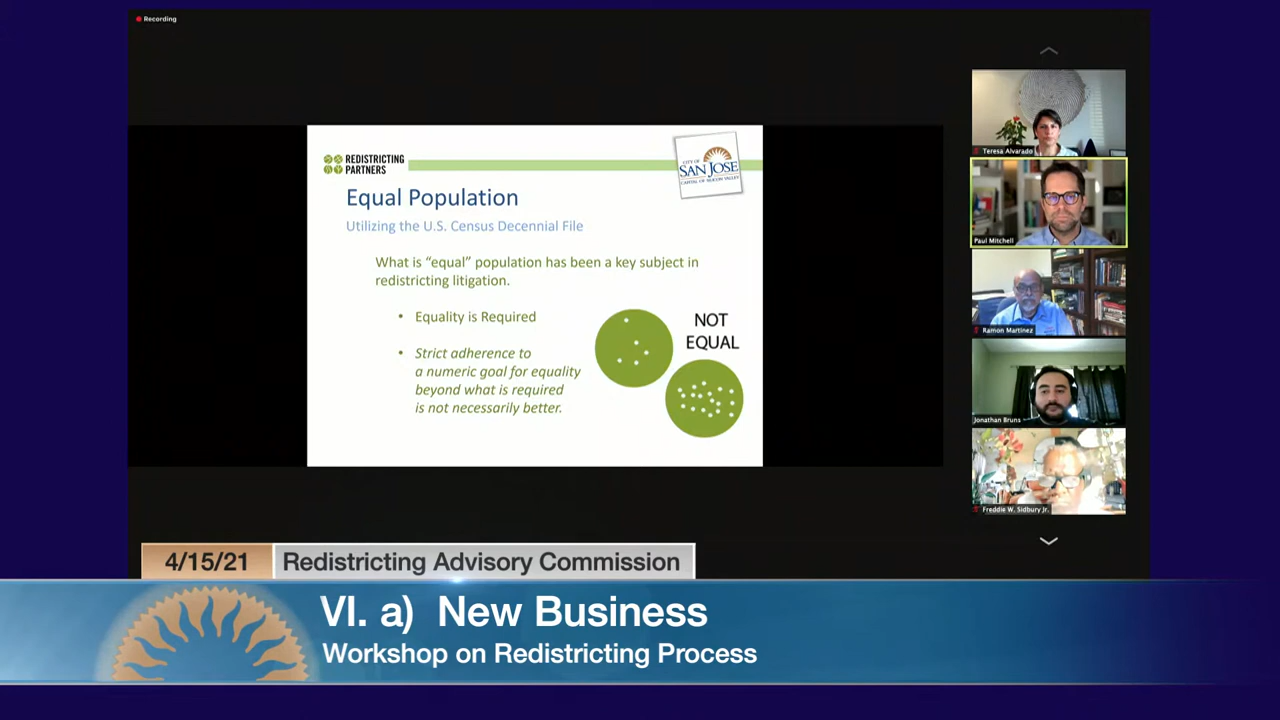 Recording
REDISTRICTING
PARTNERS
CITY OF
SAN JOSE
CAPITAL OF SILICON VALLEY
Equal Population
Utilizing the U.S. Census Decennial File
What is “equal” population has been a key subject in
redistricting litigation.
• Equality is Required
• Strict adherence to
a numeric goal for equality
beyond what is required
is not necessarily better.
NOT
EQUAL
Teresa Alvarado
Paul Mitchell
Ramon Martinez
Jonathan Bruns
Freddie W. Sidbury Jr.
4/15/21
Redistricting Advisory Commission
VI. a) New Business
Workshop on Redistricting Process